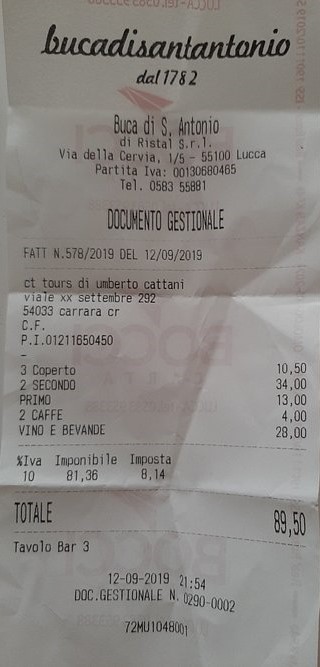 bucadisantantonio
dal 1782
Buca di S. Antonio
di Ristal S.r.l.
Via della Cervia, 1/5 - 55100 Lucca
Partita Iva: 00130680465
Tel. 0583 55881
DOCUMENTO GESTIONALE
FATT N.578/2019 DEL 12/09/2019
ct tours di umberto cattani
viale xx settembre 292
54033 carrara cr
C.F.
P.I.01211650450
-
3 Coperto 10,50
2 SECONDO 34,00
PRIMO 13,00
2 CAFFE 4,00
VINO E BEVANDE 28,00
%Iva Imponibile Imposta
10 81,36 8,14
TOTALE 89,50
Tavolo Bar 3
12-09-2019 21:54
DOC.GESTIONALE N. 0290-0002
72MU1048001